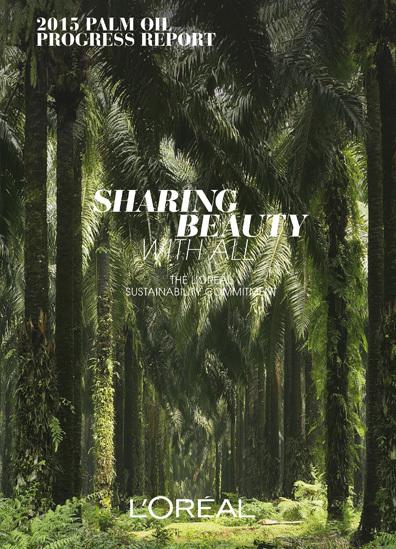 2015 PALM OIL
PROGRESS REPORT
SHARING
BEAUTY
WITH ALL
THE L'ORÉAL
SUSTAINABILITY COMMITMENT
L'ORÉAL